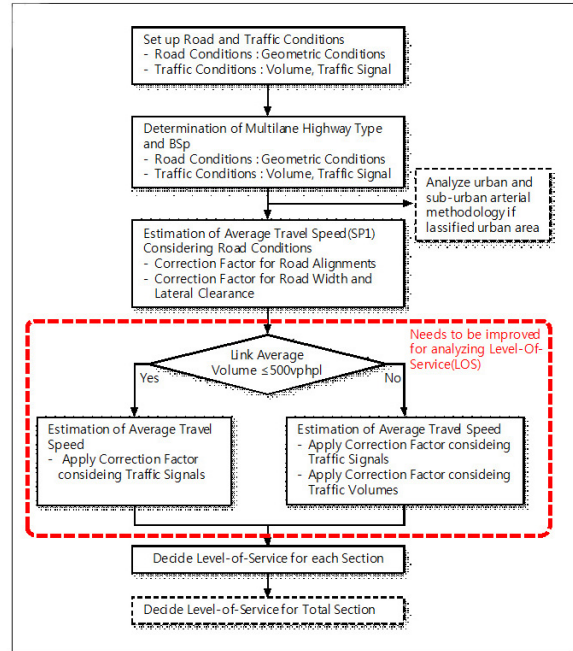 Set up Road and Traffic Conditions
- Road Conditions : Geometric Conditions
- Traffic Conditions : Volume, Traffic Signal
Determination of Multilane Highway Type
and BSp
- Road Conditions : Geometric Conditions
- Traffic Conditions : Volume, Traffic Signal
Analyze urban and
sub-urban arterial
methodology if
lassified urban area
Estimation of Average Travel Speed(SP1)
Considering Road Conditions
- Correction Factor for Road Alignments
- Correction Factor for Road Width and
Lateral Clearance
Needs to be improved
for analyzing Level-Of-
Service(LOS)
Link Average
Volume ≤500vphpl
Yes
No
Estimation of Average Travel
Speed
- Apply Correction Factor
consideing Traffic Signals
Estimation of Average Travel Speed
- Apply Correction Factor consideing
Traffic Signals
- Apply Correction Factor consideing
Traffic Volumes
Decide Level-of-Service for each Section
Decide Level-of-Service for Total Section